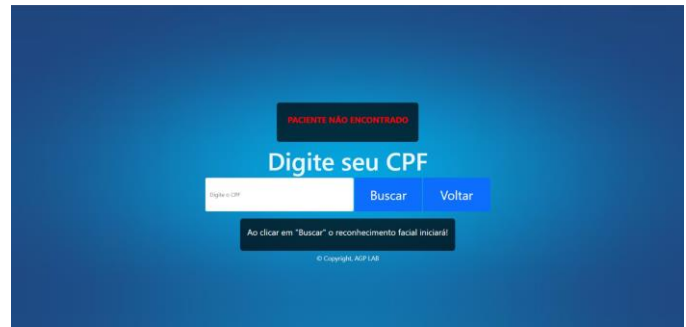 PACIENTE NÃO ENCONTRADO
Digite seu CPF
Digite o CPF
Buscar
Voltar
Ao clicar em "Buscar" o reconhecimento facial iniciará!
© Copyright, AGP LAB